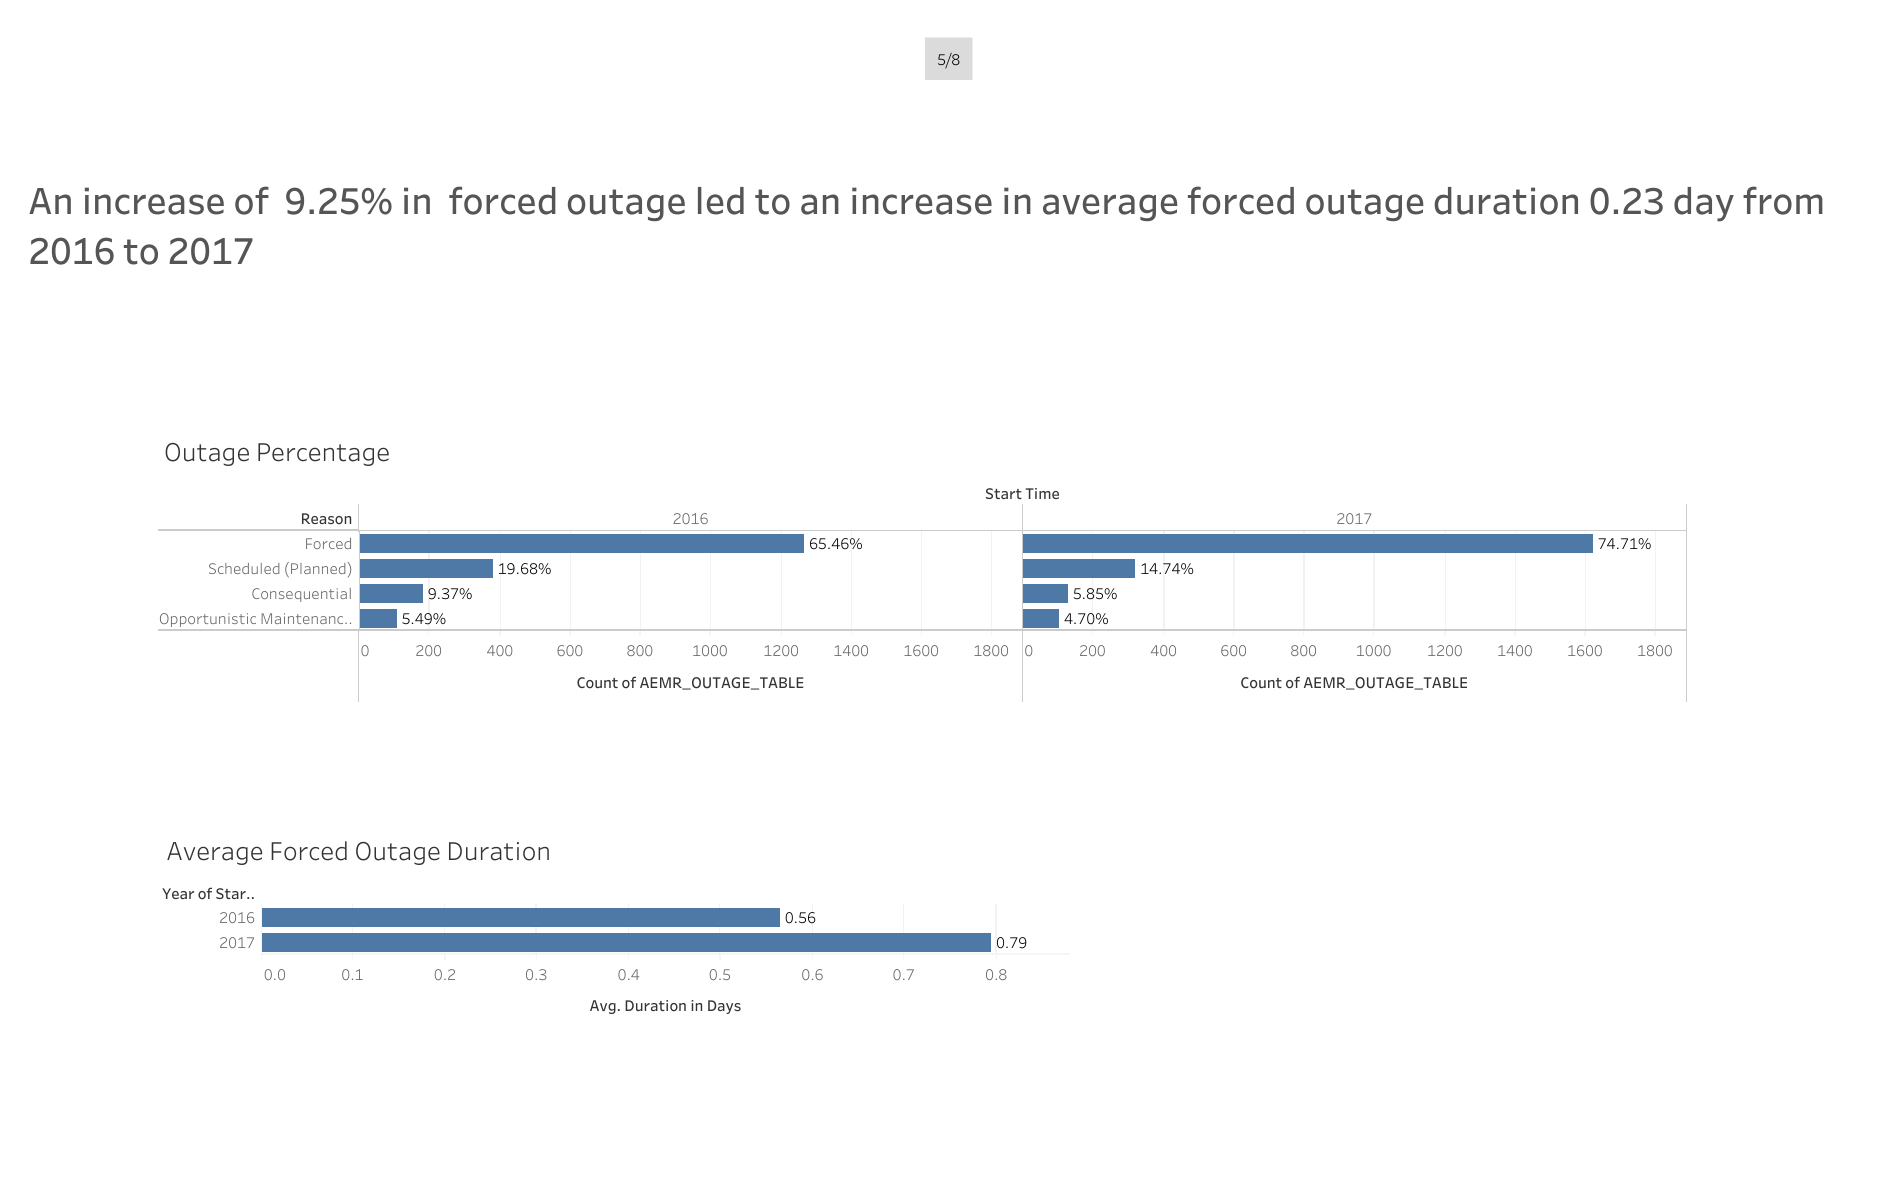 5/8
An increase of  9.25% in  forced outage led to an increase in average forced outage duration 0.23 day from
2016 to 2017
Outage Percentage
Start Time
Reason 2016 2017
Forced 65.46% 74.71%
Scheduled (Planned) 19.68% 14.74%
Consequential 9.37% 5.85%
Opportunistic Maintenanc.. 5.49% 4.70%
0 200 400 600 800 1000 1200 1400 1600 1800 0 200 400 600 800 1000 1200 1400 1600 1800
Count of AEMR_OUTAGE_TABLE Count of AEMR_OUTAGE_TABLE
Average Forced Outage Duration
Year of Star..
2016 0.56
2017 0.79
0.0 0.1 0.2 0.3 0.4 0.5 0.6 0.7 0.8
Avg. Duration in Days